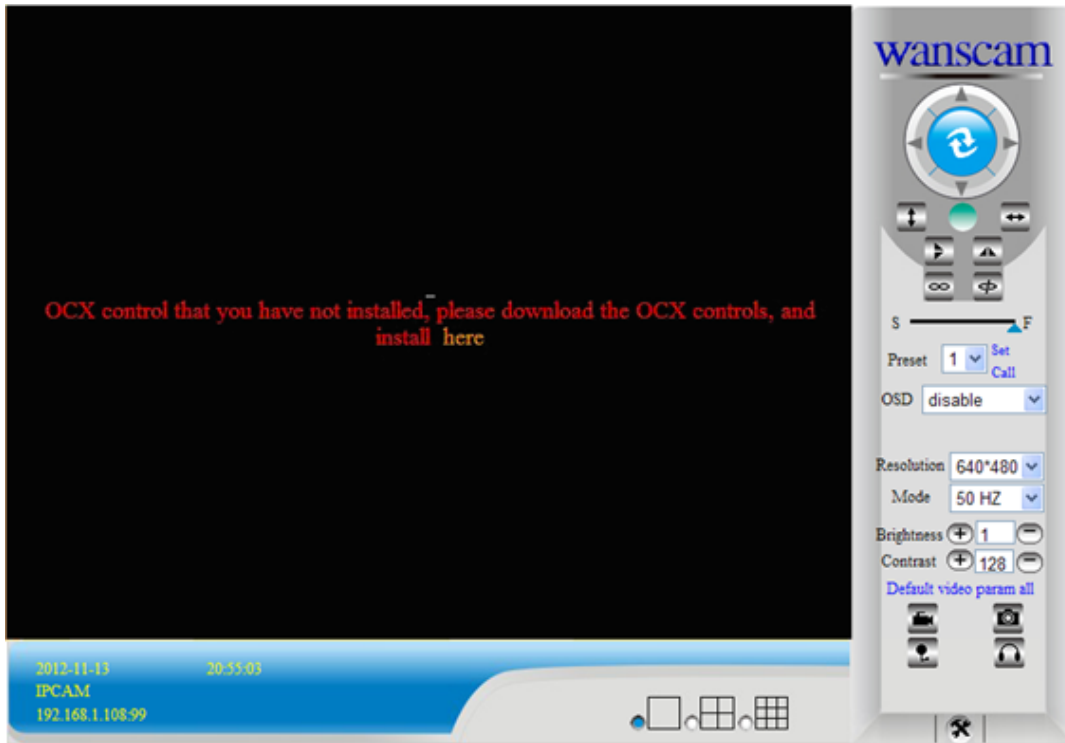 wanscam
OCX control that you have not installed, please download the OCX controls, and
install here
S F
Preset 1 Set
Call
OSD disable
Resolution 640*480
Mode 50 HZ
Brightness 1
Contrast 128
Default video param all
2012-11-13 20:55:03
IPCAM
192.168.1.108:99